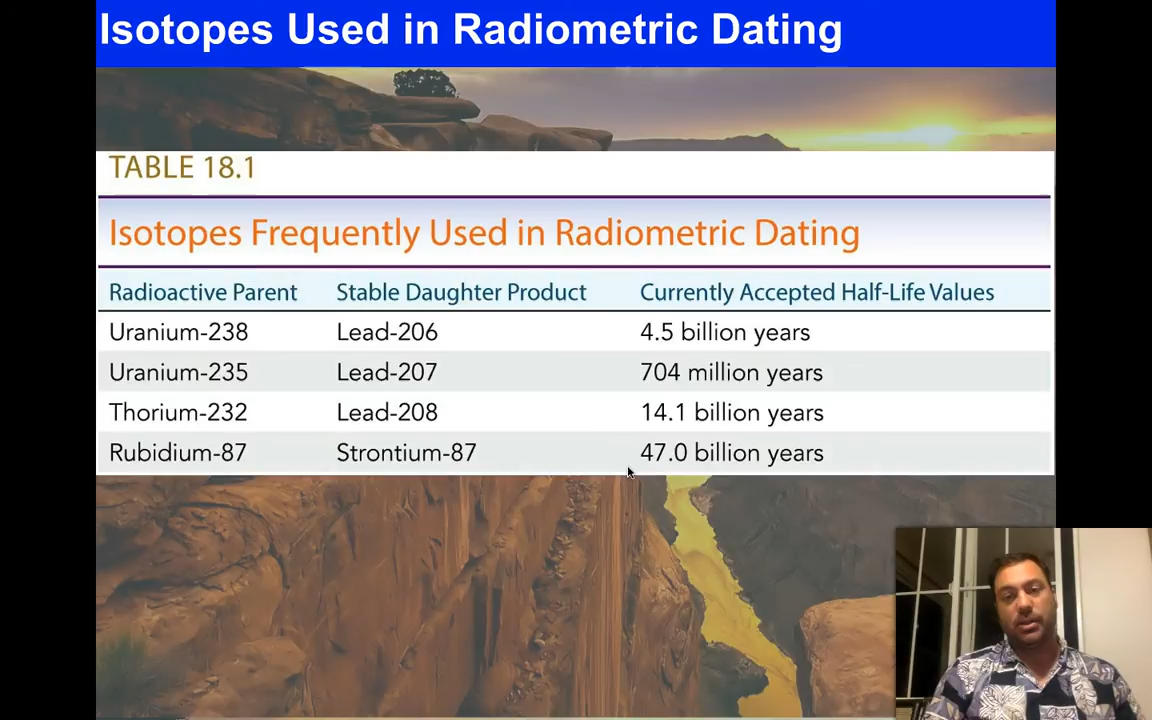 Isotopes Used in Radiometric Dating
TABLE 18.1
Isotopes Frequently Used in Radiometric Dating
Radioactive Parent Stable Daughter Product Currently Accepted Half-Life Values
Uranium-238 Lead-206 4.5 billion years
Uranium-235 Lead-207 704 million years
Thorium-232 Lead-208 14.1 billion years
Rubidium-87 Strontium-87 47.0 billion years